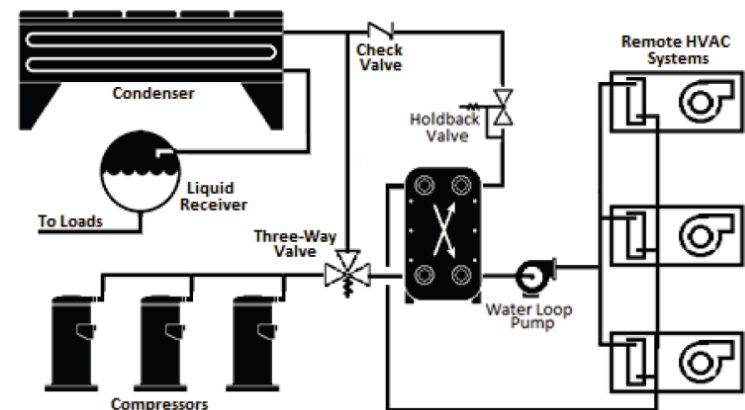 Check
Valve
Remote HVAC
Systems
Condenser
Holdback
Valve
Liquid
Receiver
To Loads
Three-Way
Valve
Water Loop
Pump
Compressors